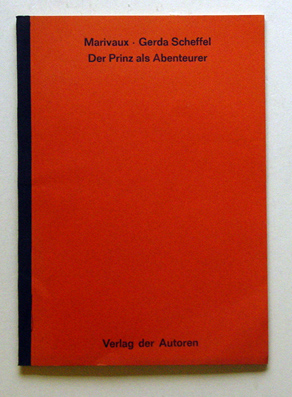 Marivaux · Gerda Scheffel
Der Prinz als Abenteurer
Verlag der Autoren